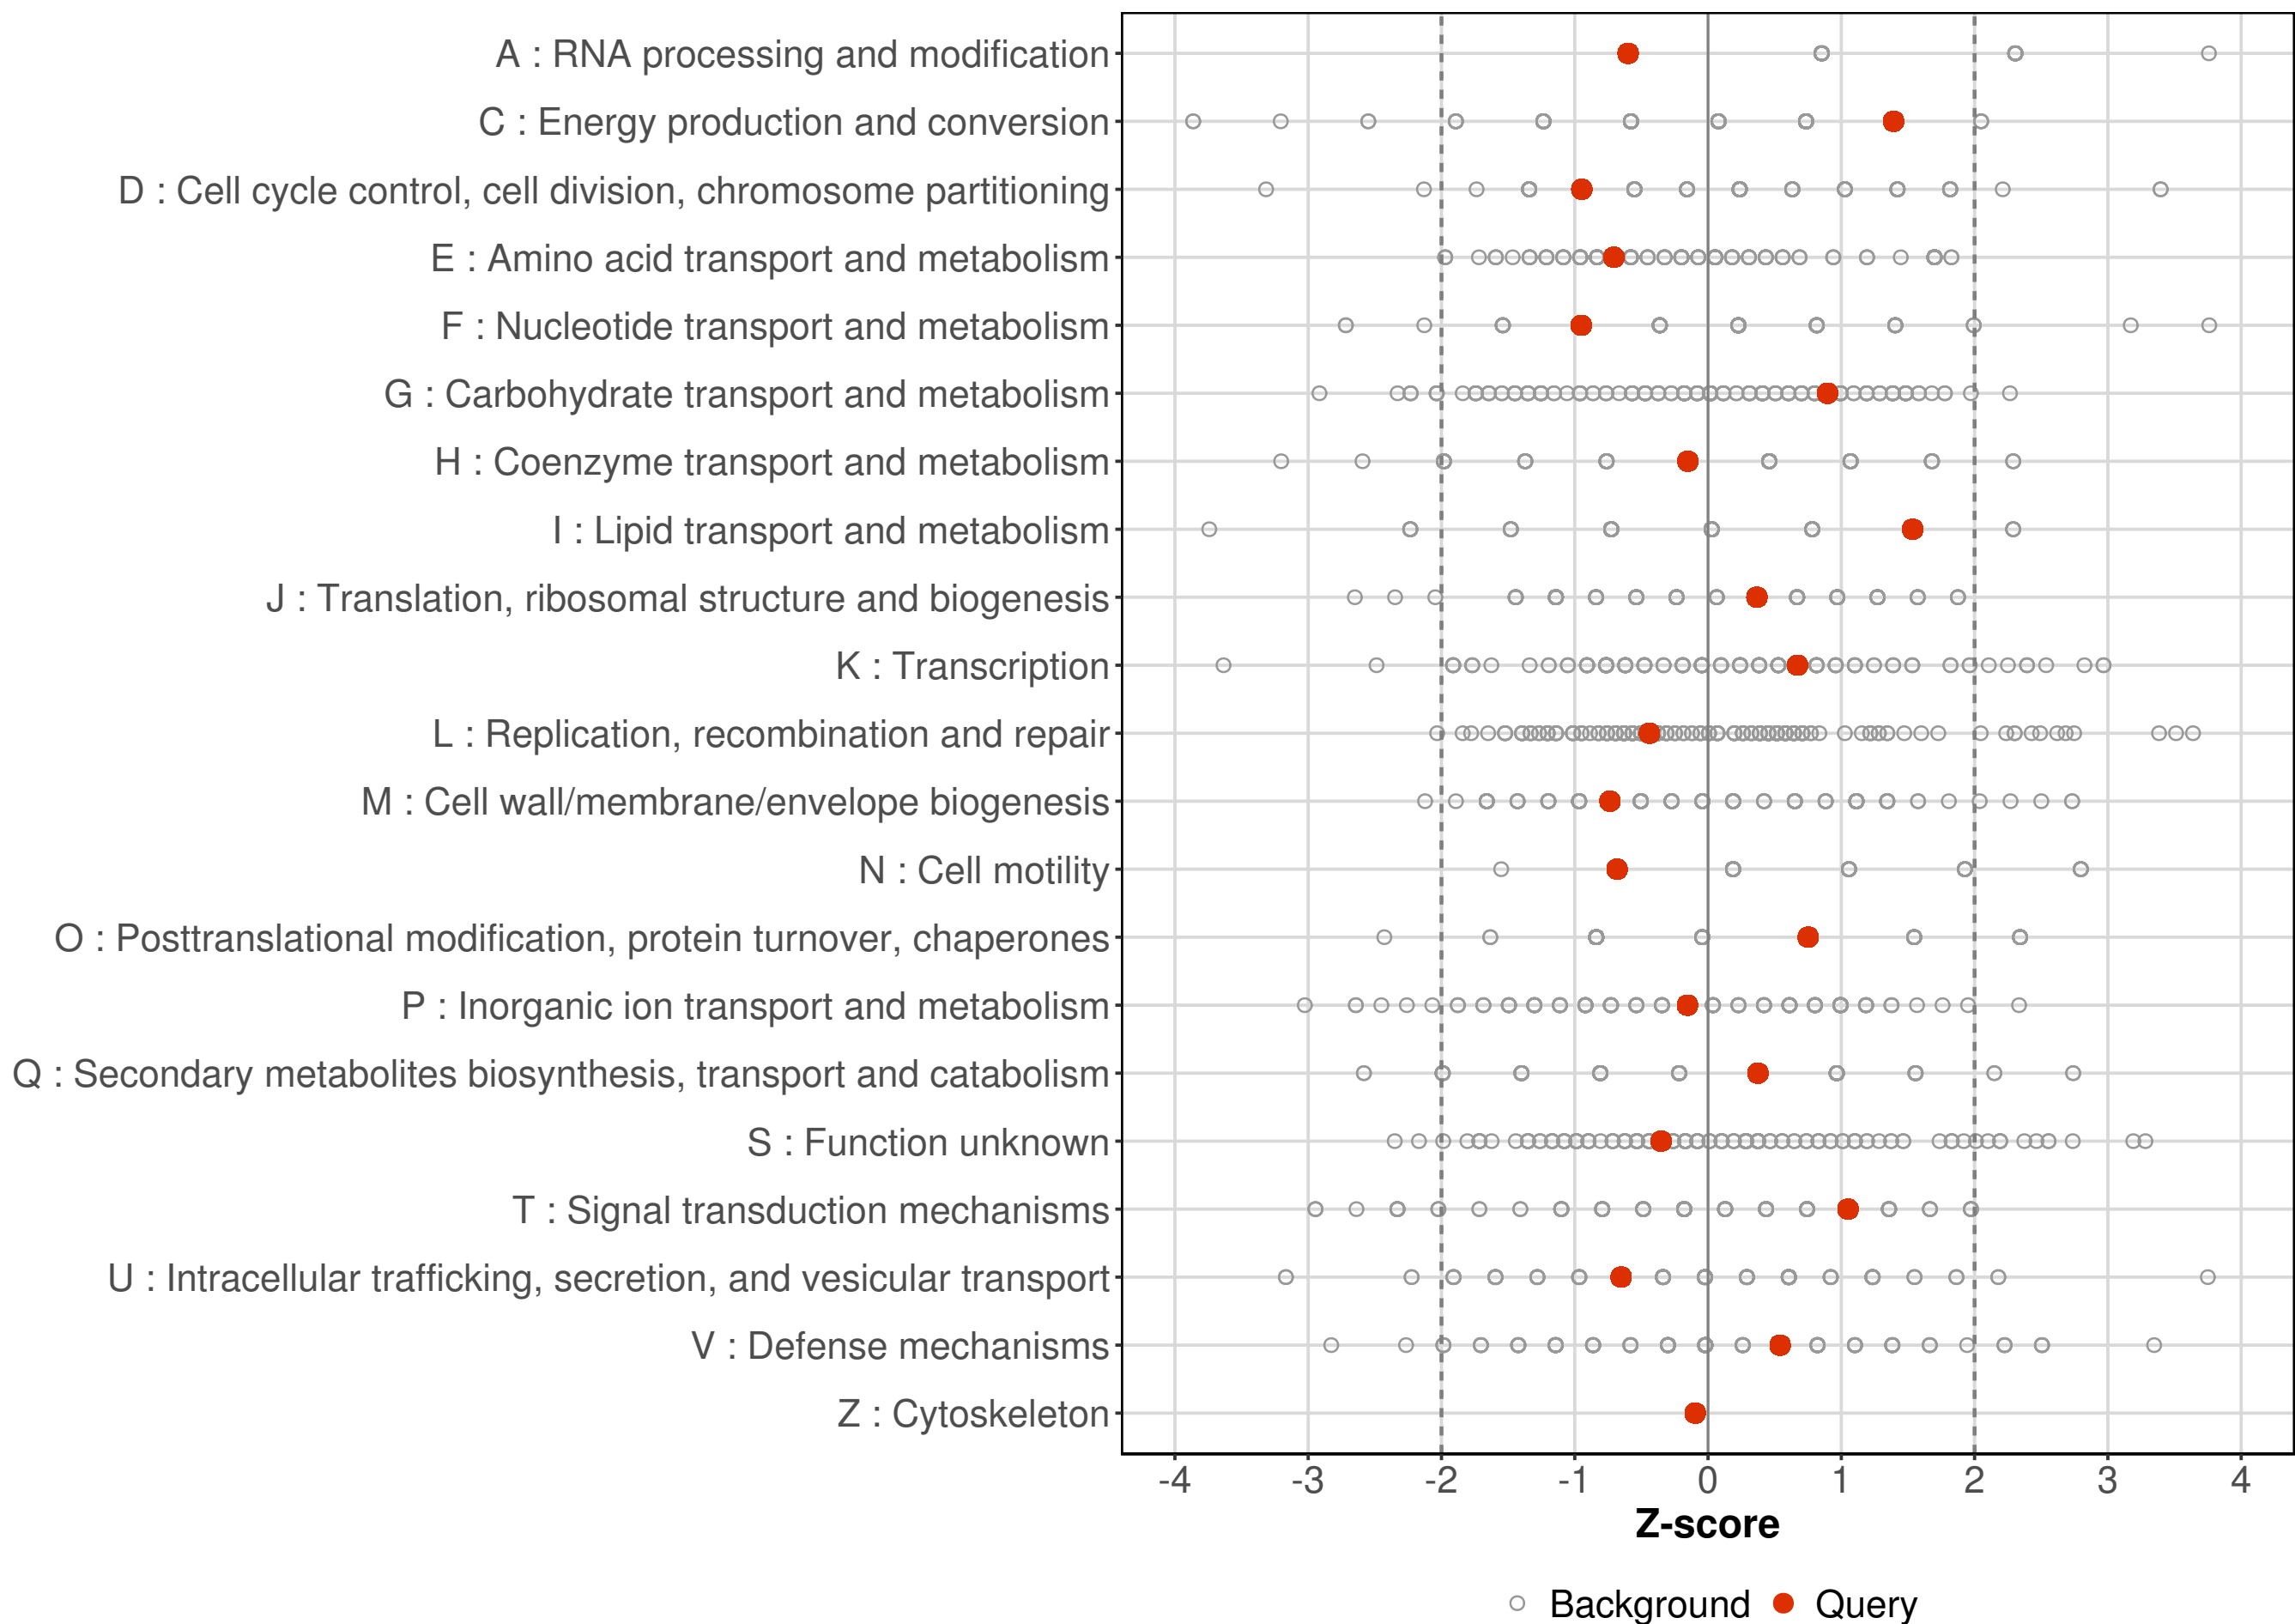 A : RNA processing and modification
C : Energy production and conversion
D : Cell cycle control, cell division, chromosome partitioning
E : Amino acid transport and metabolism
F : Nucleotide transport and metabolism
G : Carbohydrate transport and metabolism
H : Coenzyme transport and metabolism
I : Lipid transport and metabolism
J : Translation, ribosomal structure and biogenesis
K : Transcription
L : Replication, recombination and repair
M : Cell wall/membrane/envelope biogenesis
N : Cell motility
O : Posttranslational modification, protein turnover, chaperones
P : Inorganic ion transport and metabolism
Q : Secondary metabolites biosynthesis, transport and catabolism
S : Function unknown
T : Signal transduction mechanisms
U : Intracellular trafficking, secretion, and vesicular transport
V : Defense mechanisms
Z : Cytoskeleton
-4 -3 -2 -1 0 1 2 3 4
Z-score
Background Query